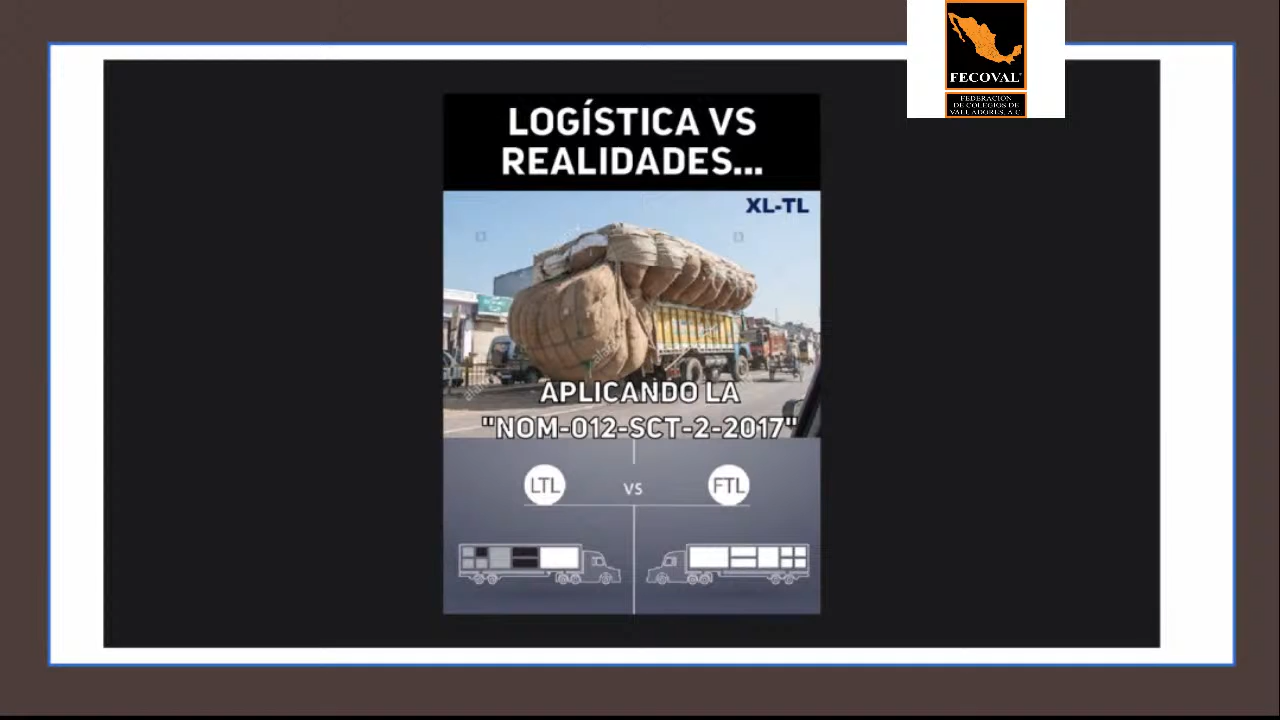 FECOVAL
FEDERACIÓN
DE COLEGIOS DE
VALUADORES, A.C.
LOGÍSTICA VS
REALIDADES...
XL-TL
alamy
APLICANDO LA
"NOM-012-SCT-2-2017"
LTL
VS
FTL